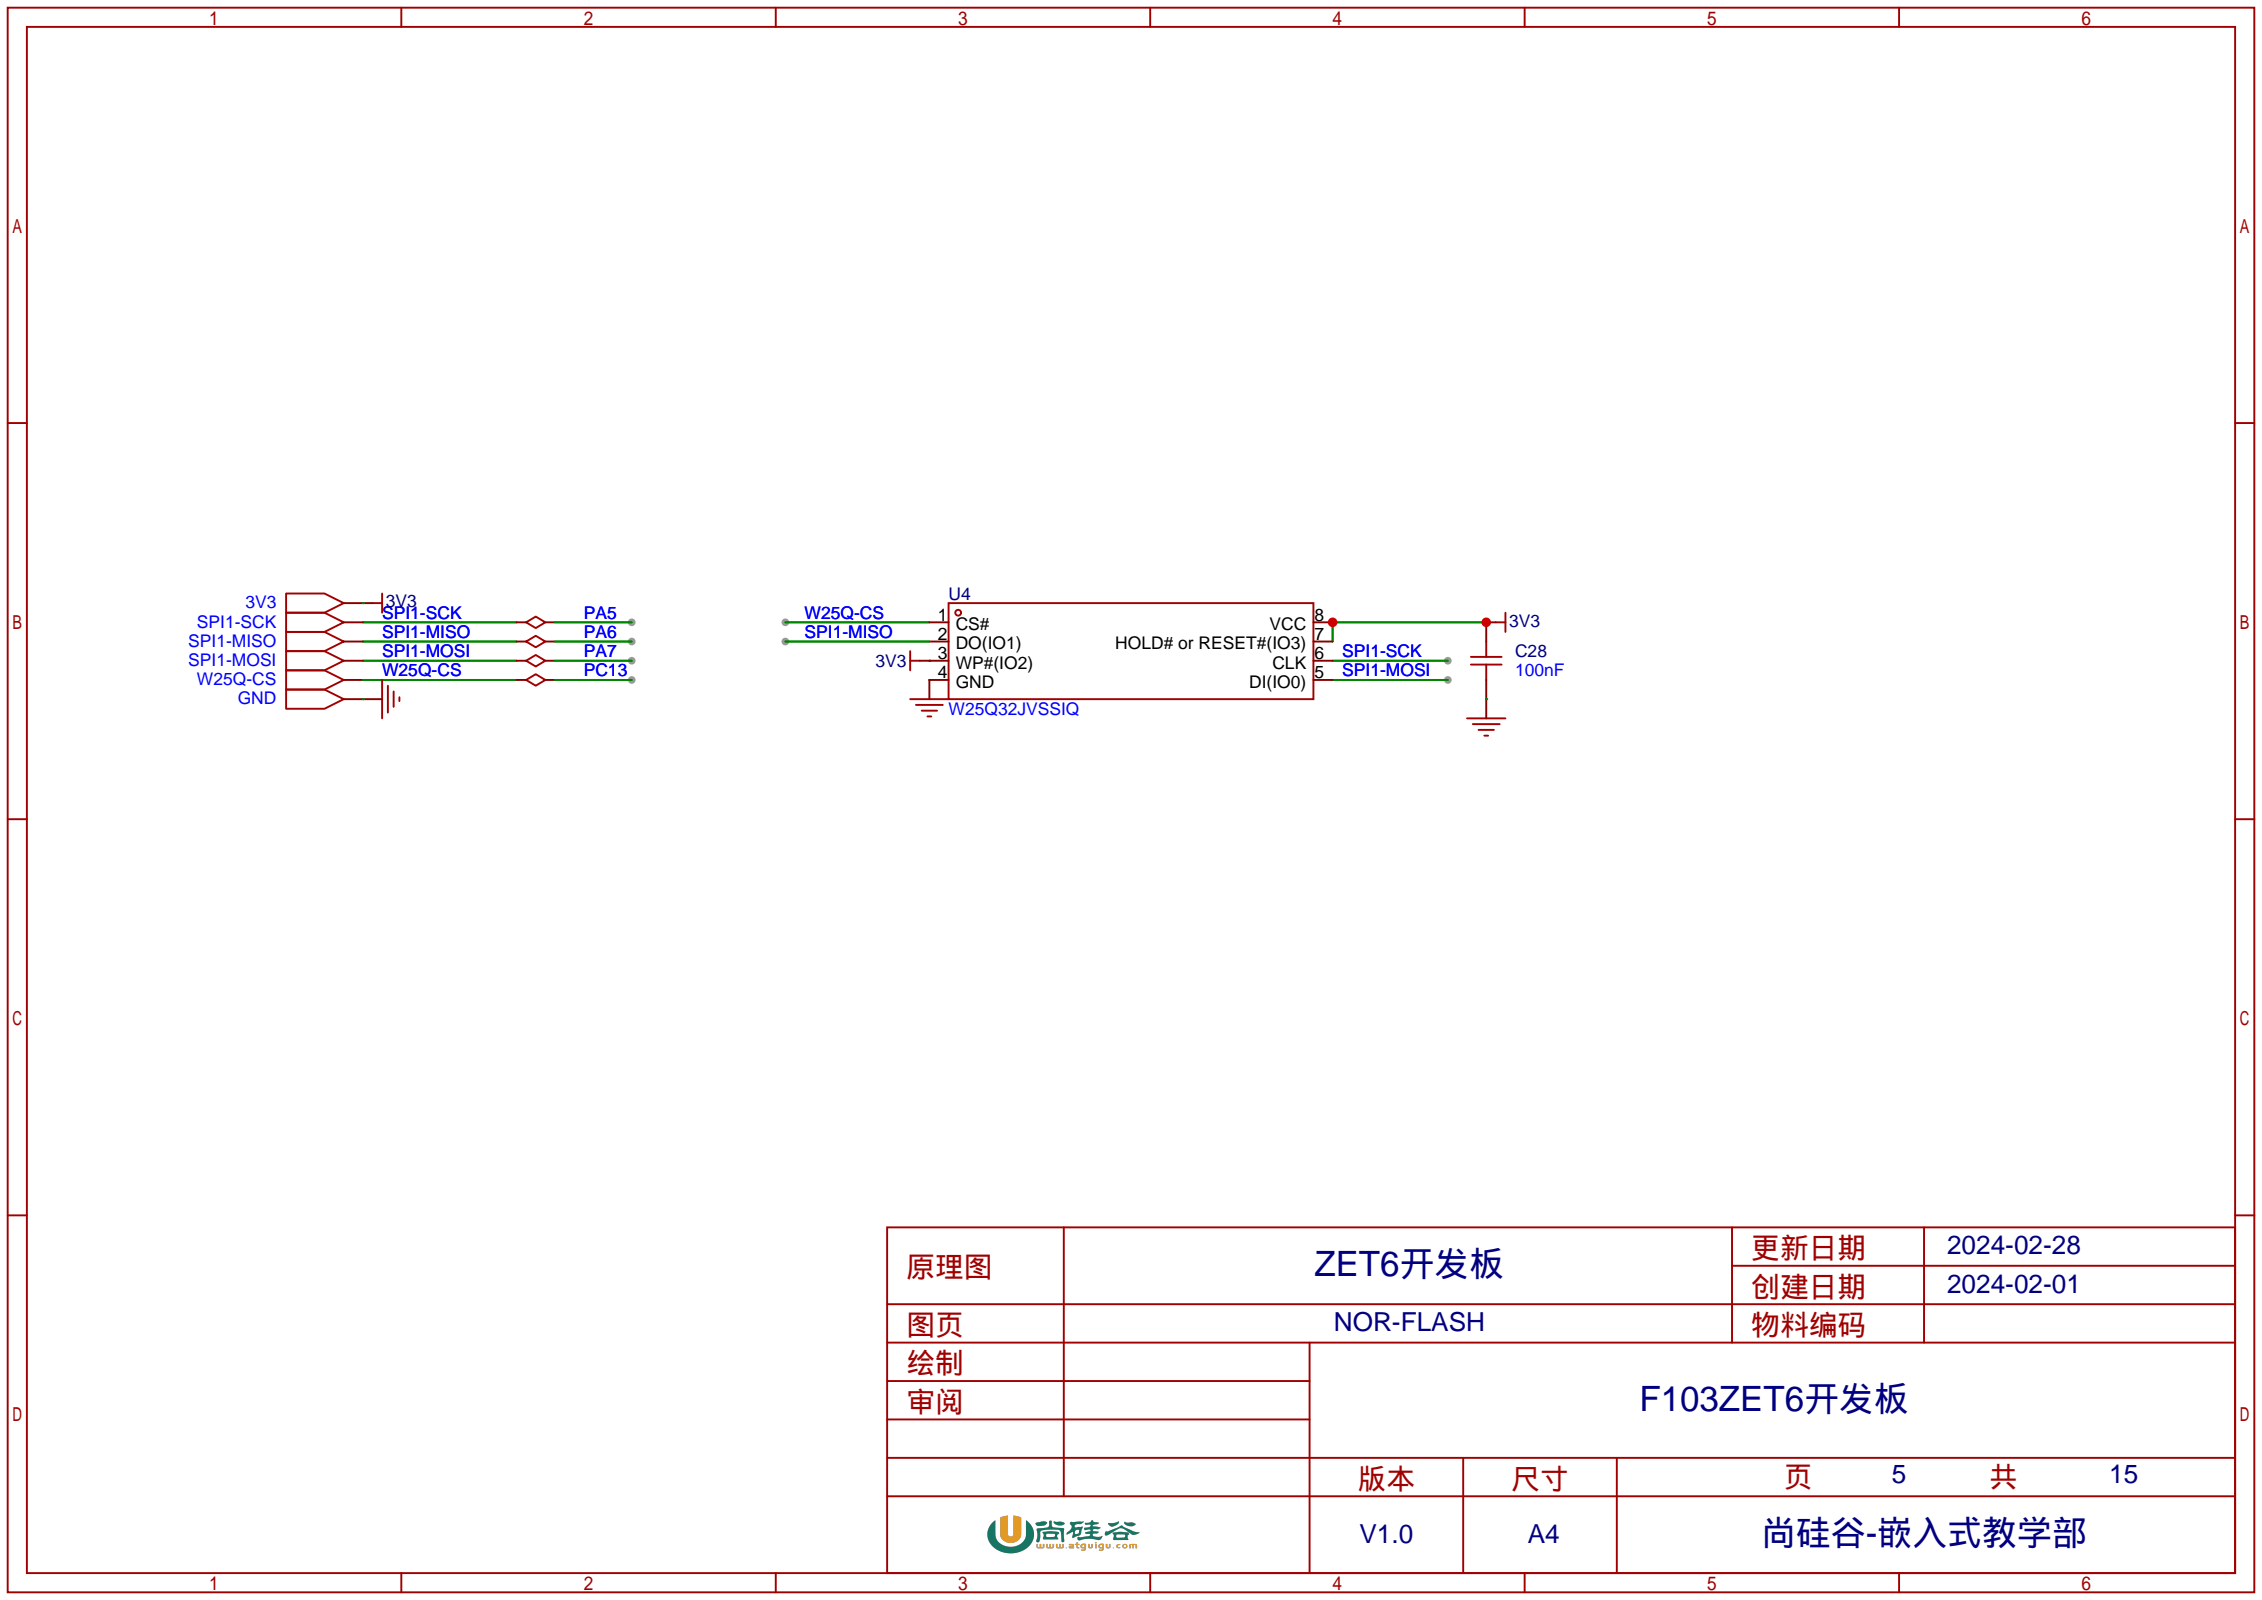 1 2 3 4 5 6
A A
3V3 3V3
SPI1-SCK SPI1-SCK PA5
SPI1-MISO SPI1-MISO PA6
SPI1-MOSI SPI1-MOSI PA7
W25Q-CS W25Q-CS PC13
GND
B B
U4
W25Q-CS 1 CS# VCC 8 3V3
SPI1-MISO 2 DO(IO1) HOLD# or RESET#(IO3) 7
3V3 3 WP#(IO2) CLK 6 SPI1-SCK
4 GND DI(IO0) 5 SPI1-MOSI
W25Q32JVSSIQ
C28
100nF
C C
原理图 ZET6开发板 更新日期 2024-02-28
创建日期 2024-02-01
图页 NOR-FLASH 物料编码
绘制
审阅 F103ZET6开发板
D D
版本 尺寸 页 5 共 15
尚硅谷
www.atguigu.com
V1.0 A4 尚硅谷-嵌入式教学部
1 2 3 4 5 6